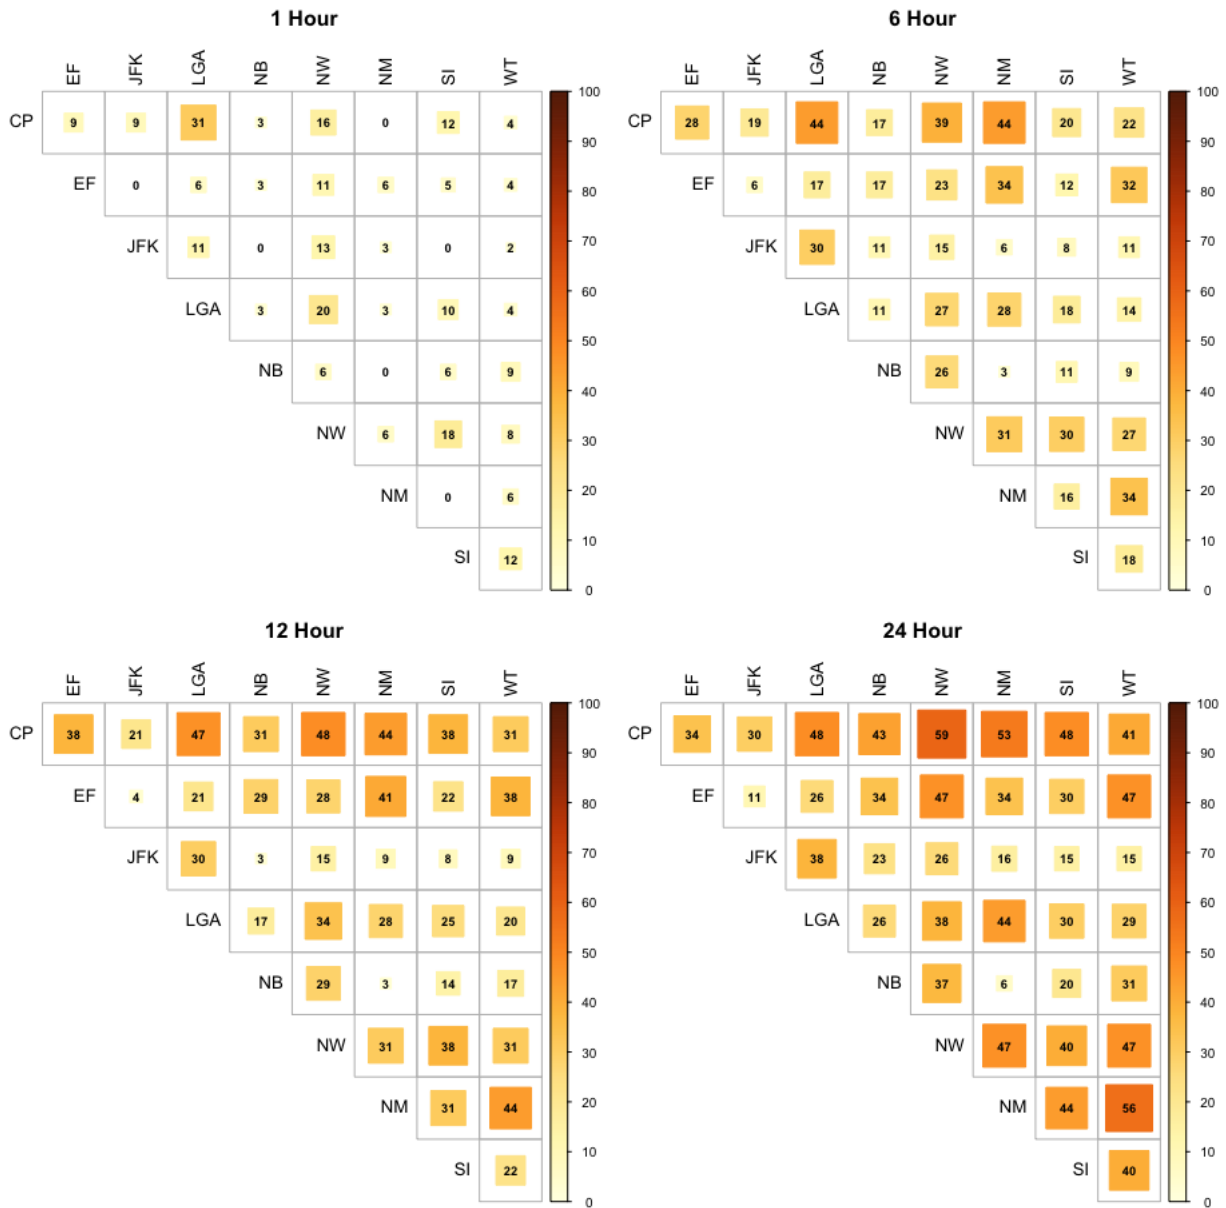 1 Hour
EF JFK LGA NB NW NM SI WT
CP 9 9 31 3 16 0 12 4
EF 0 6 3 11 6 5 4
JFK 11 0 13 3 0 2
LGA 3 20 3 10 4
NB 6 0 6 9
NW 6 18 8
NM 0 6
SI 12
100
90
80
70
60
50
40
30
20
10
0
6 Hour
EF JFK LGA NB NW NM SI WT
CP 28 19 44 17 39 44 20 22
EF 6 17 17 23 34 12 32
JFK 30 11 15 6 8 11
LGA 11 27 28 18 14
NB 26 3 11 9
NW 31 30 27
NM 16 34
SI 18
100
90
80
70
60
50
40
30
20
10
0
12 Hour
EF JFK LGA NB NW NM SI WT
CP 38 21 47 31 48 44 38 31
EF 4 21 29 28 41 22 38
JFK 30 3 15 9 8 9
LGA 17 34 28 25 20
NB 29 3 14 17
NW 31 38 31
NM 31 44
SI 22
100
90
80
70
60
50
40
30
20
10
0
24 Hour
EF JFK LGA NB NW NM SI WT
CP 34 30 48 43 59 53 48 41
EF 11 26 34 47 34 30 47
JFK 38 23 26 16 15 15
LGA 26 38 44 30 29
NB 37 6 20 31
NW 47 40 47
NM 44 56
SI 40
100
90
80
70
60
50
40
30
20
10
0